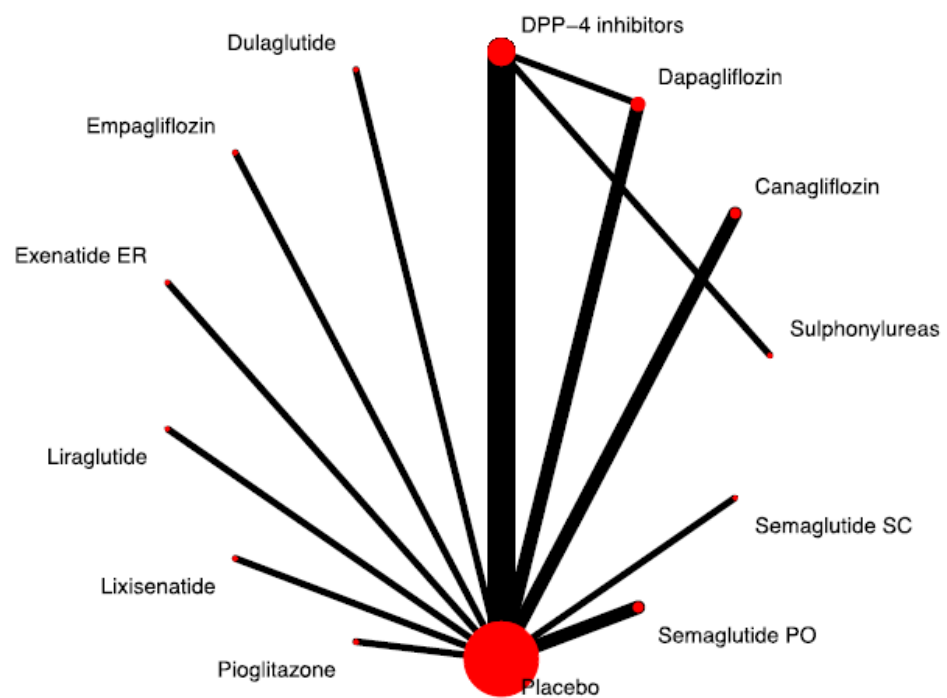 DPP−4 inhibitors
Dulaglutide
Dapagliflozin
Empagliflozin
Canagliflozin
Exenatide ER
Sulphonylureas
Liraglutide
Semaglutide SC
Lixisenatide
Semaglutide PO
Pioglitazone
Placebo